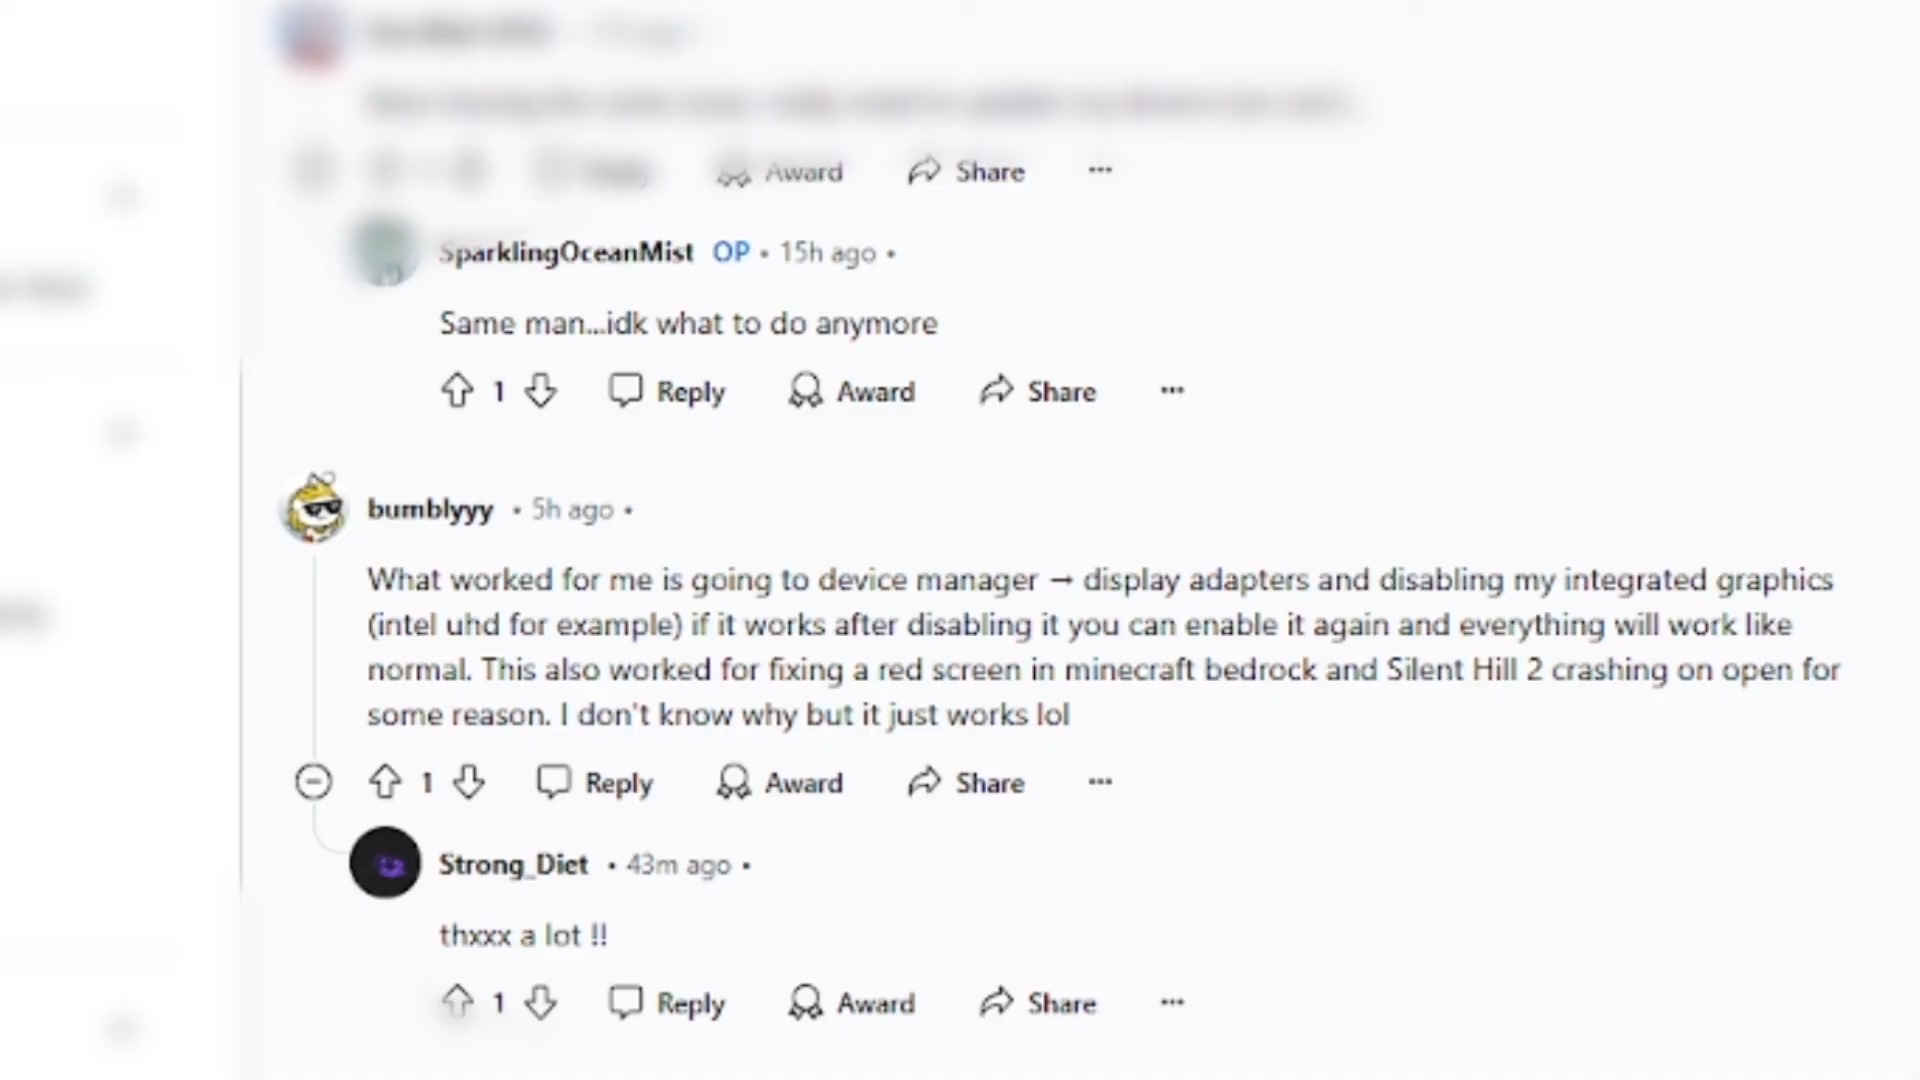 Award Share
SparklingOceanMist OP • 15h ago •
Same man...idk what to do anymore
1 Reply Award Share
bumblyyy • 5h ago •
What worked for me is going to device manager → display adapters and disabling my integrated graphics
(intel uhd for example) if it works after disabling it you can enable it again and everything will work like
normal. This also worked for fixing a red screen in minecraft bedrock and Silent Hill 2 crashing on open for
some reason. I don't know why but it just works lol
1 Reply Award Share
Strong_Diet • 43m ago •
thxxx a lot !!
1 Reply Award Share